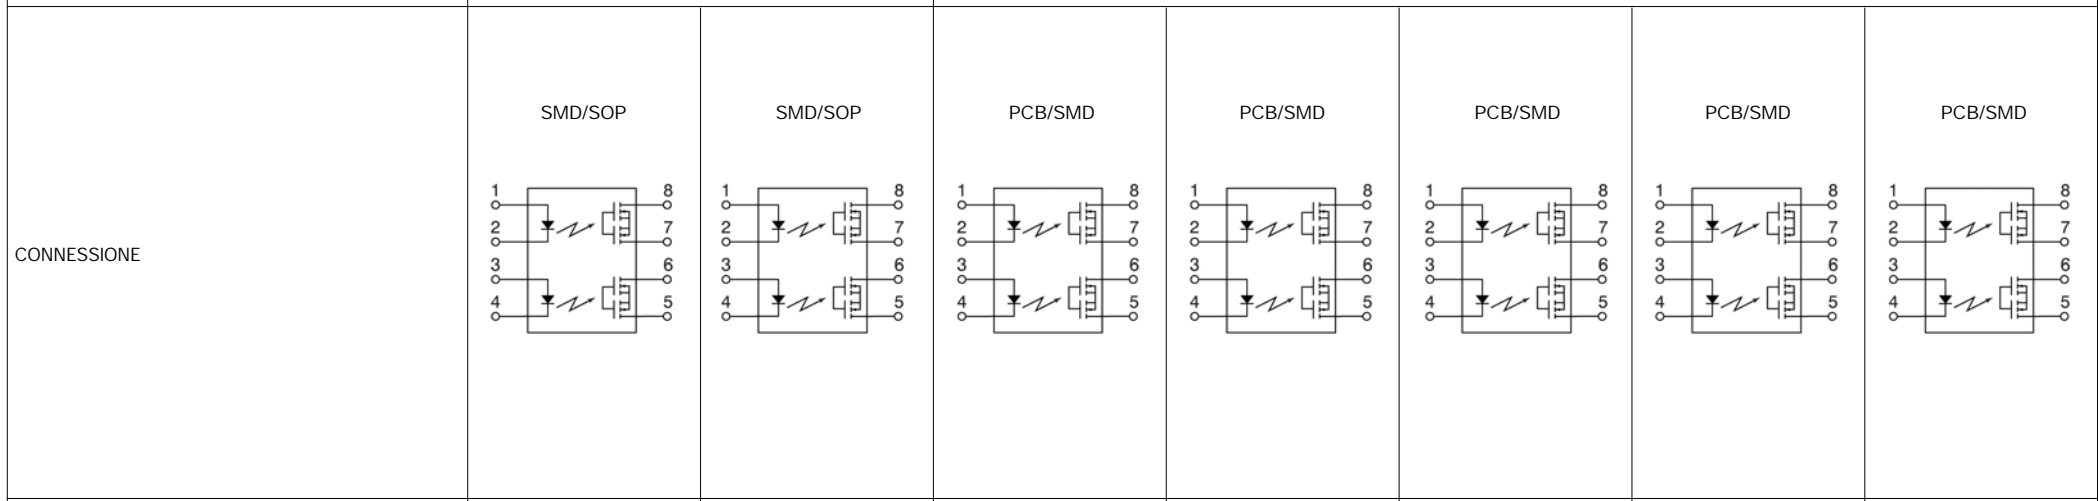 SMD/SOP SMD/SOP PCB/SMD PCB/SMD PCB/SMD PCB/SMD PCB/SMD
1 8 1 8 1 8 1 8 1 8 1 8 1 8
2 7 2 7 2 7 2 7 2 7 2 7 2 7
CONNESSIONE
3 6 3 6 3 6 3 6 3 6 3 6 3 6
4 5 4 5 4 5 4 5 4 5 4 5 4 5